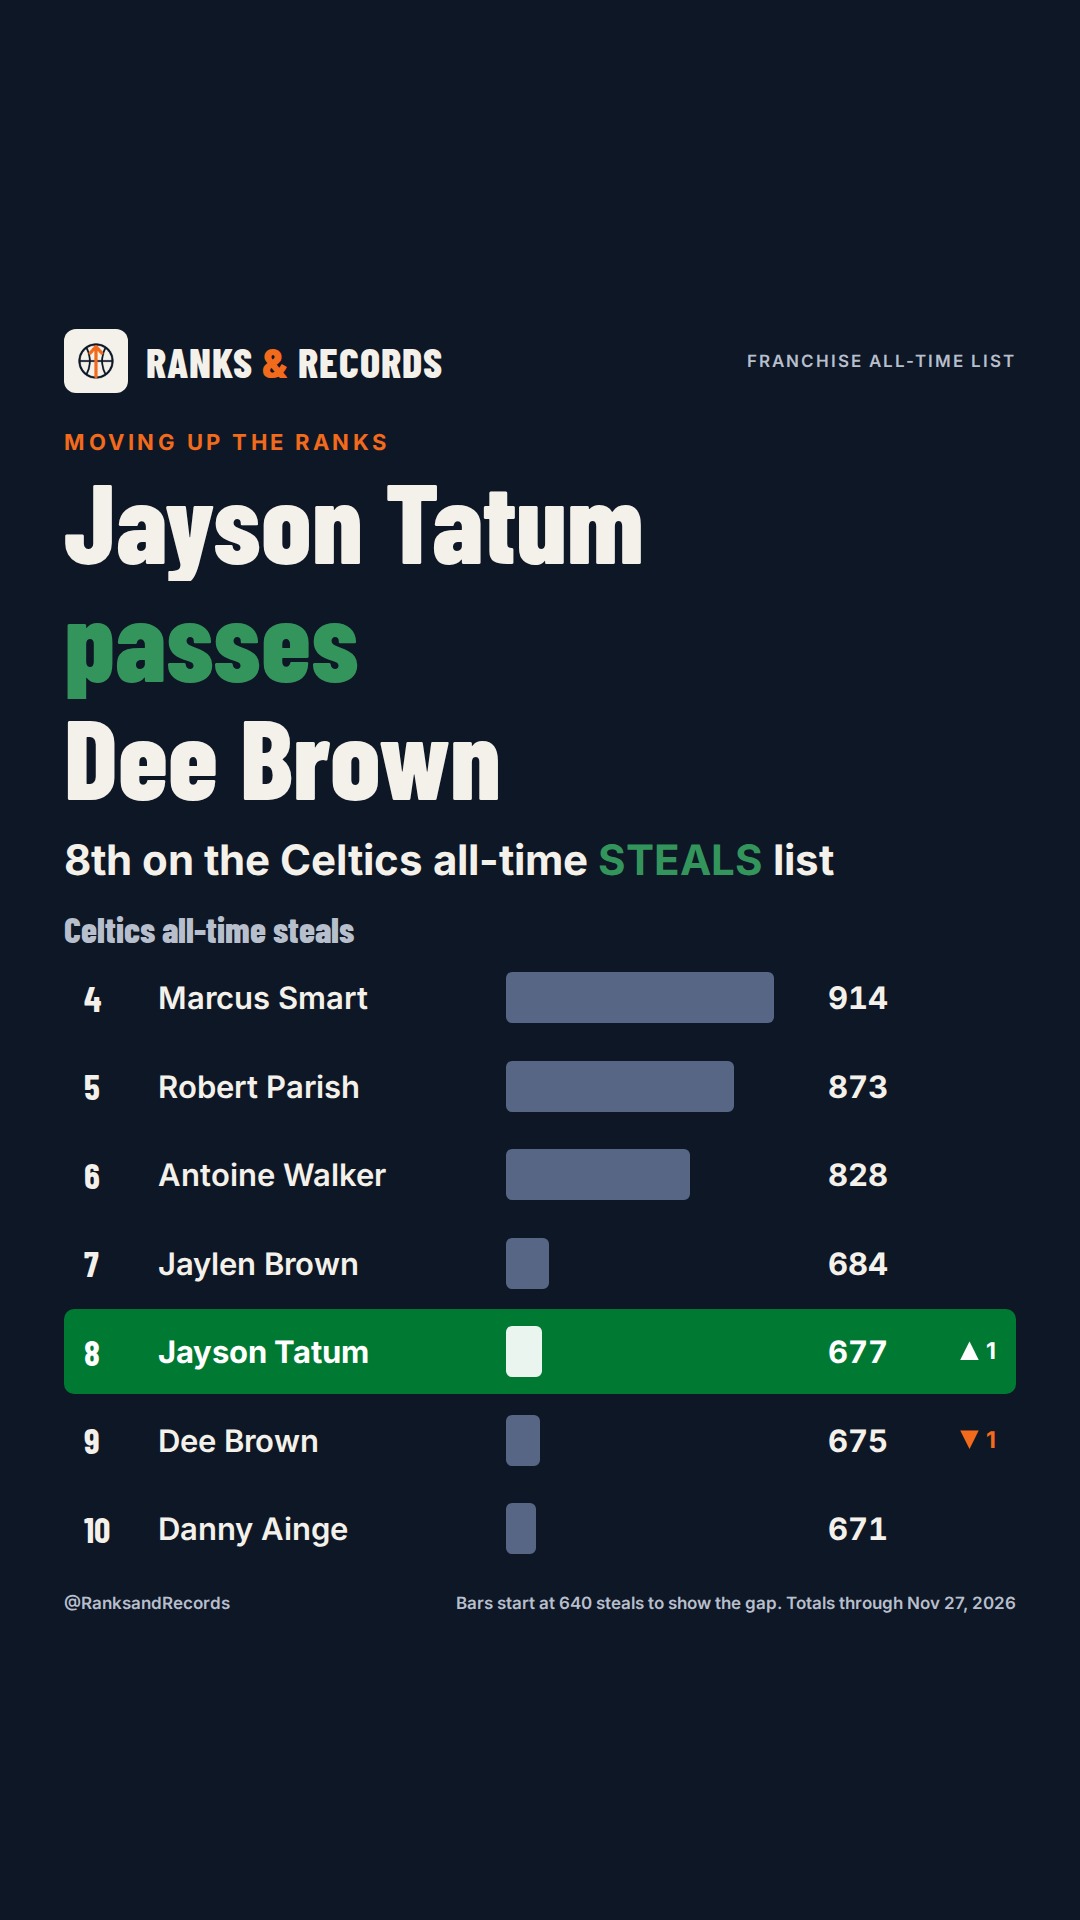 RANKS & RECORDS
FRANCHISE ALL-TIME LIST
MOVING UP THE RANKS
Jayson Tatum
passes
Dee Brown
8th on the Celtics all-time STEALS list
Celtics all-time steals
4 Marcus Smart 914
5 Robert Parish 873
6 Antoine Walker 828
7 Jaylen Brown 684
8 Jayson Tatum 677 ▲ 1
9 Dee Brown 675 ▼ 1
10 Danny Ainge 671
@RanksandRecords
Bars start at 640 steals to show the gap. Totals through Nov 27, 2026